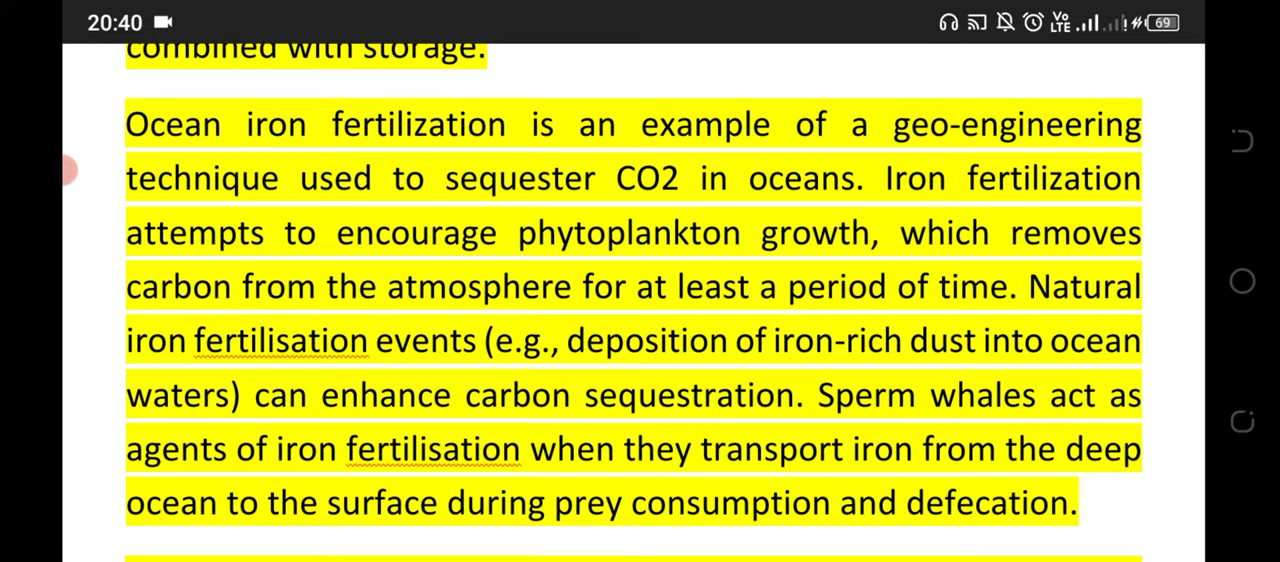 20:40
Vo LTE 69
combined with storage.
Ocean iron fertilization is an example of a geo-engineering
technique used to sequester CO2 in oceans. Iron fertilization
attempts to encourage phytoplankton growth, which removes
carbon from the atmosphere for at least a period of time. Natural
iron fertilisation events (e.g., deposition of iron-rich dust into ocean
waters) can enhance carbon sequestration. Sperm whales act as
agents of iron fertilisation when they transport iron from the deep
ocean to the surface during prey consumption and defecation.